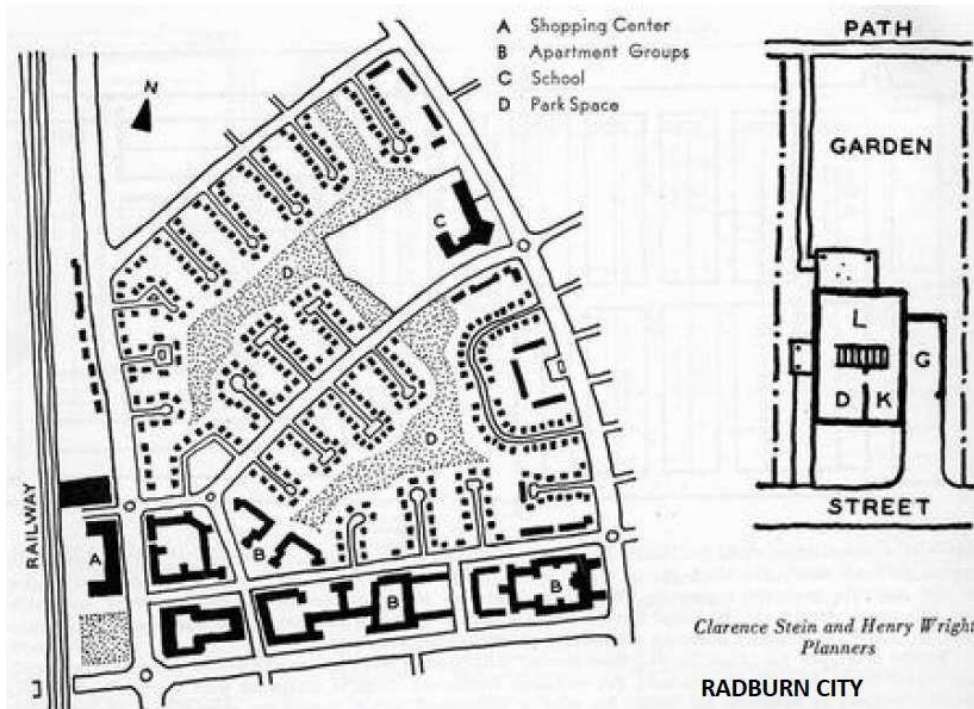 A Shopping Center
B Apartment Groups
C School
D Park Space
N
C
D
D
A
B
B
B
RAILWAY
PATH
GARDEN
L
G
D K
STREET
Clarence Stein and Henry Wright
Planners
RADBURN CITY